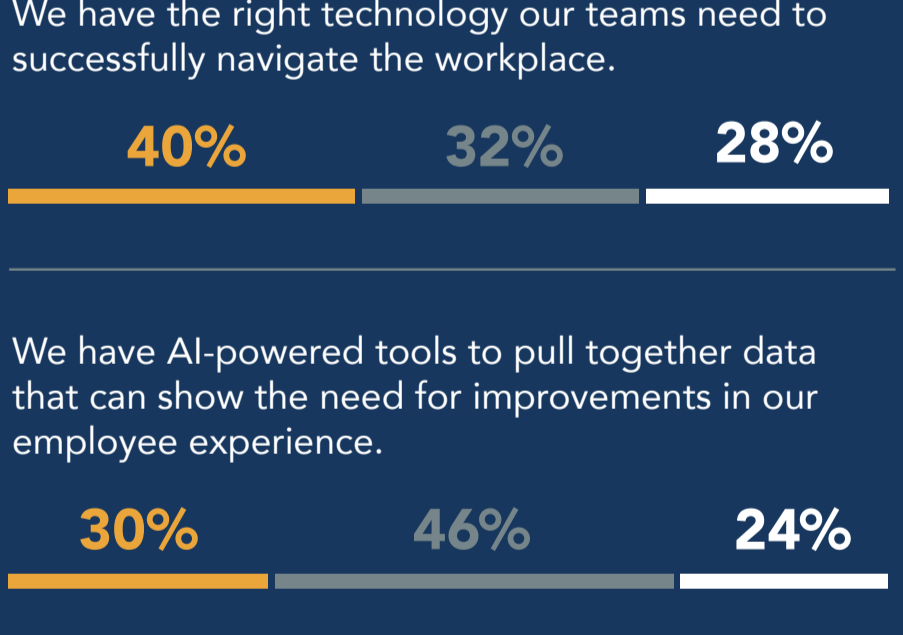 We have the right technology our teams need to
successfully navigate the workplace.
40% 32% 28%
We have AI-powered tools to pull together data
that can show the need for improvements in our
employee experience.
30% 46% 24%